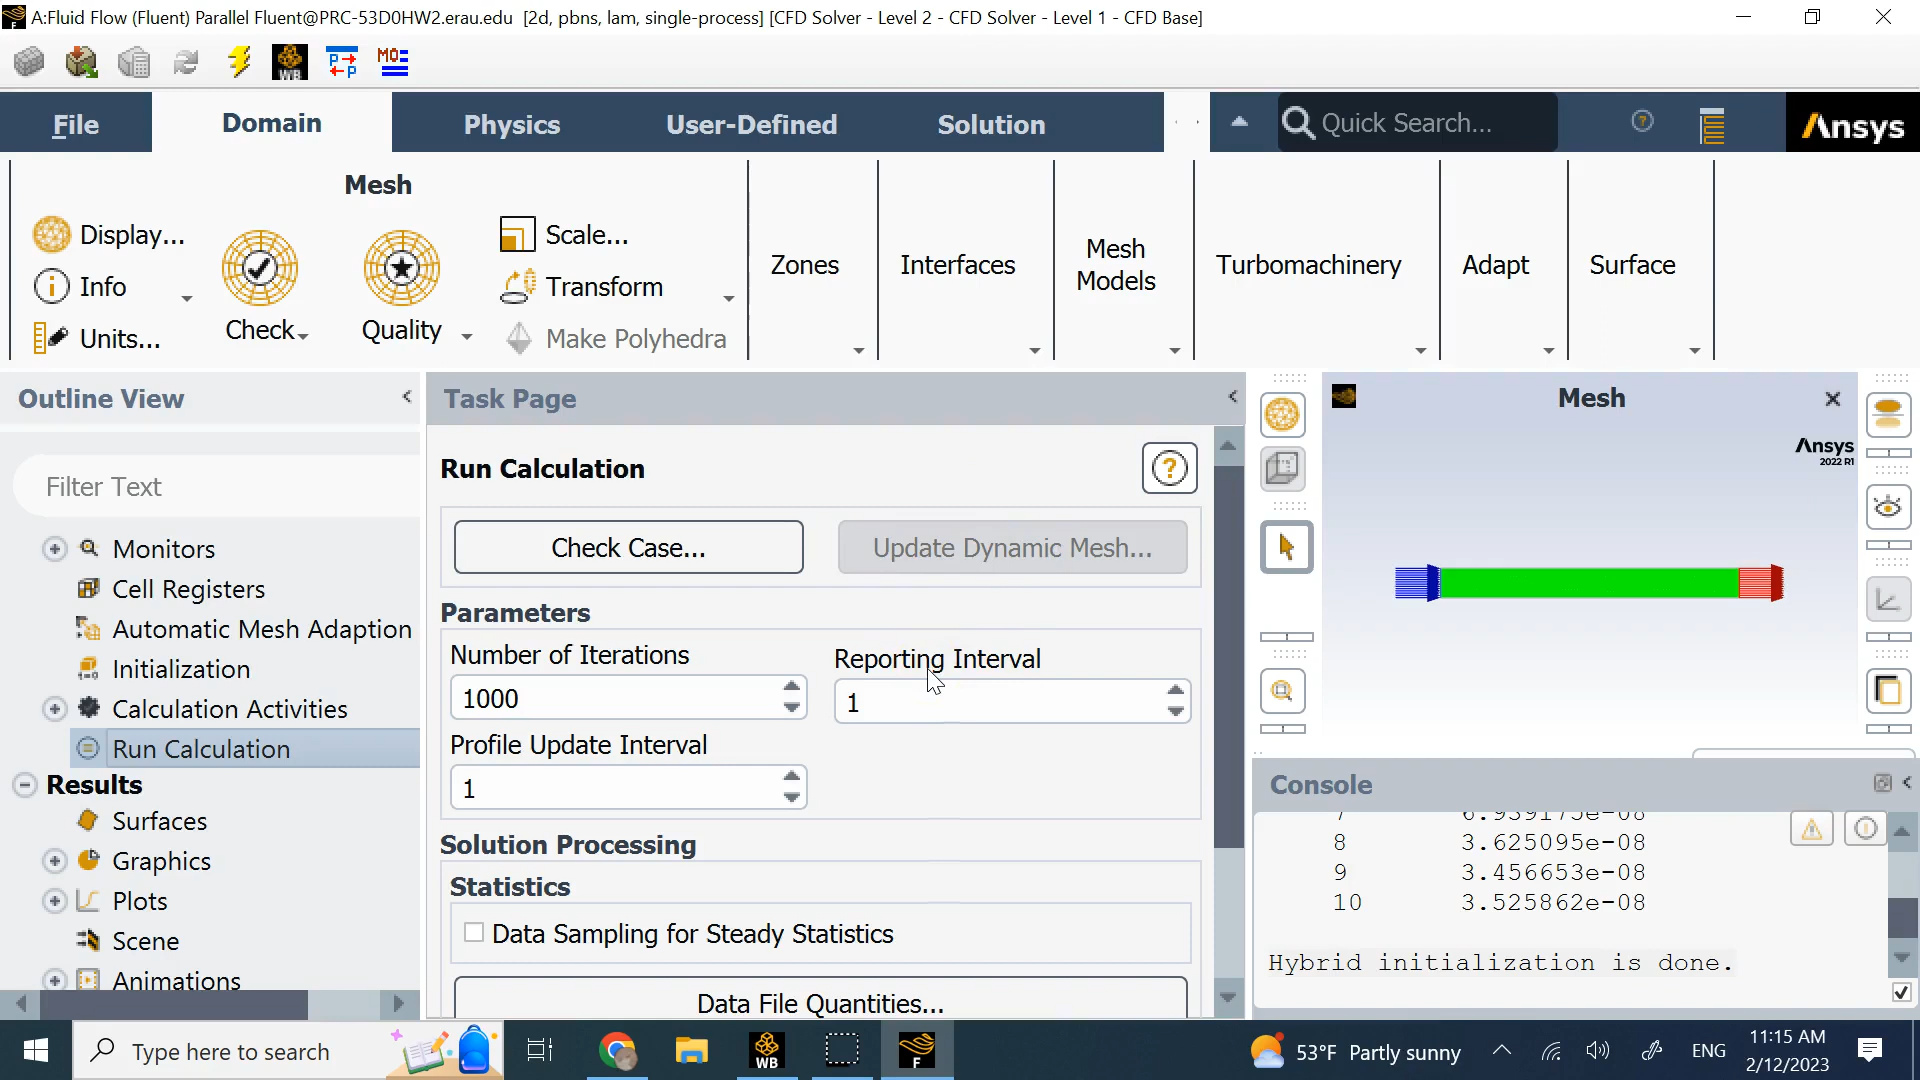 A:Fluid Flow (Fluent) Parallel Fluent@PRC-53D0HW2.erau.edu [2d, pbns, lam, single-process] [CFD Solver - Level 2 - CFD Solver - Level 1 - CFD Base]
WB
P
P
MO
File
Domain
Physics
User-Defined
Solution
Quick Search...
Ansys
Mesh
Display...
Info
Units...
Check
Quality
Scale...
Transform
Make Polyhedra
Zones
Interfaces
Mesh
Models
Turbomachinery
Adapt
Surface
Outline View
Filter Text
Monitors
Cell Registers
Automatic Mesh Adaption
Initialization
Calculation Activities
Run Calculation
Results
Surfaces
Graphics
Plots
Scene
Animations
Task Page
Run Calculation
Check Case...
Update Dynamic Mesh...
Parameters
Number of Iterations
Reporting Interval
1000
1
Profile Update Interval
1
Solution Processing
Statistics
Data Sampling for Steady Statistics
Data File Quantities...
Mesh
Ansys
2022 R1
Console
7 6.939175e-08
8 3.625095e-08
9 3.456653e-08
10 3.525862e-08
Hybrid initialization is done.
Type here to search
WB
F
53°F Partly sunny
ENG
11:15 AM
2/12/2023